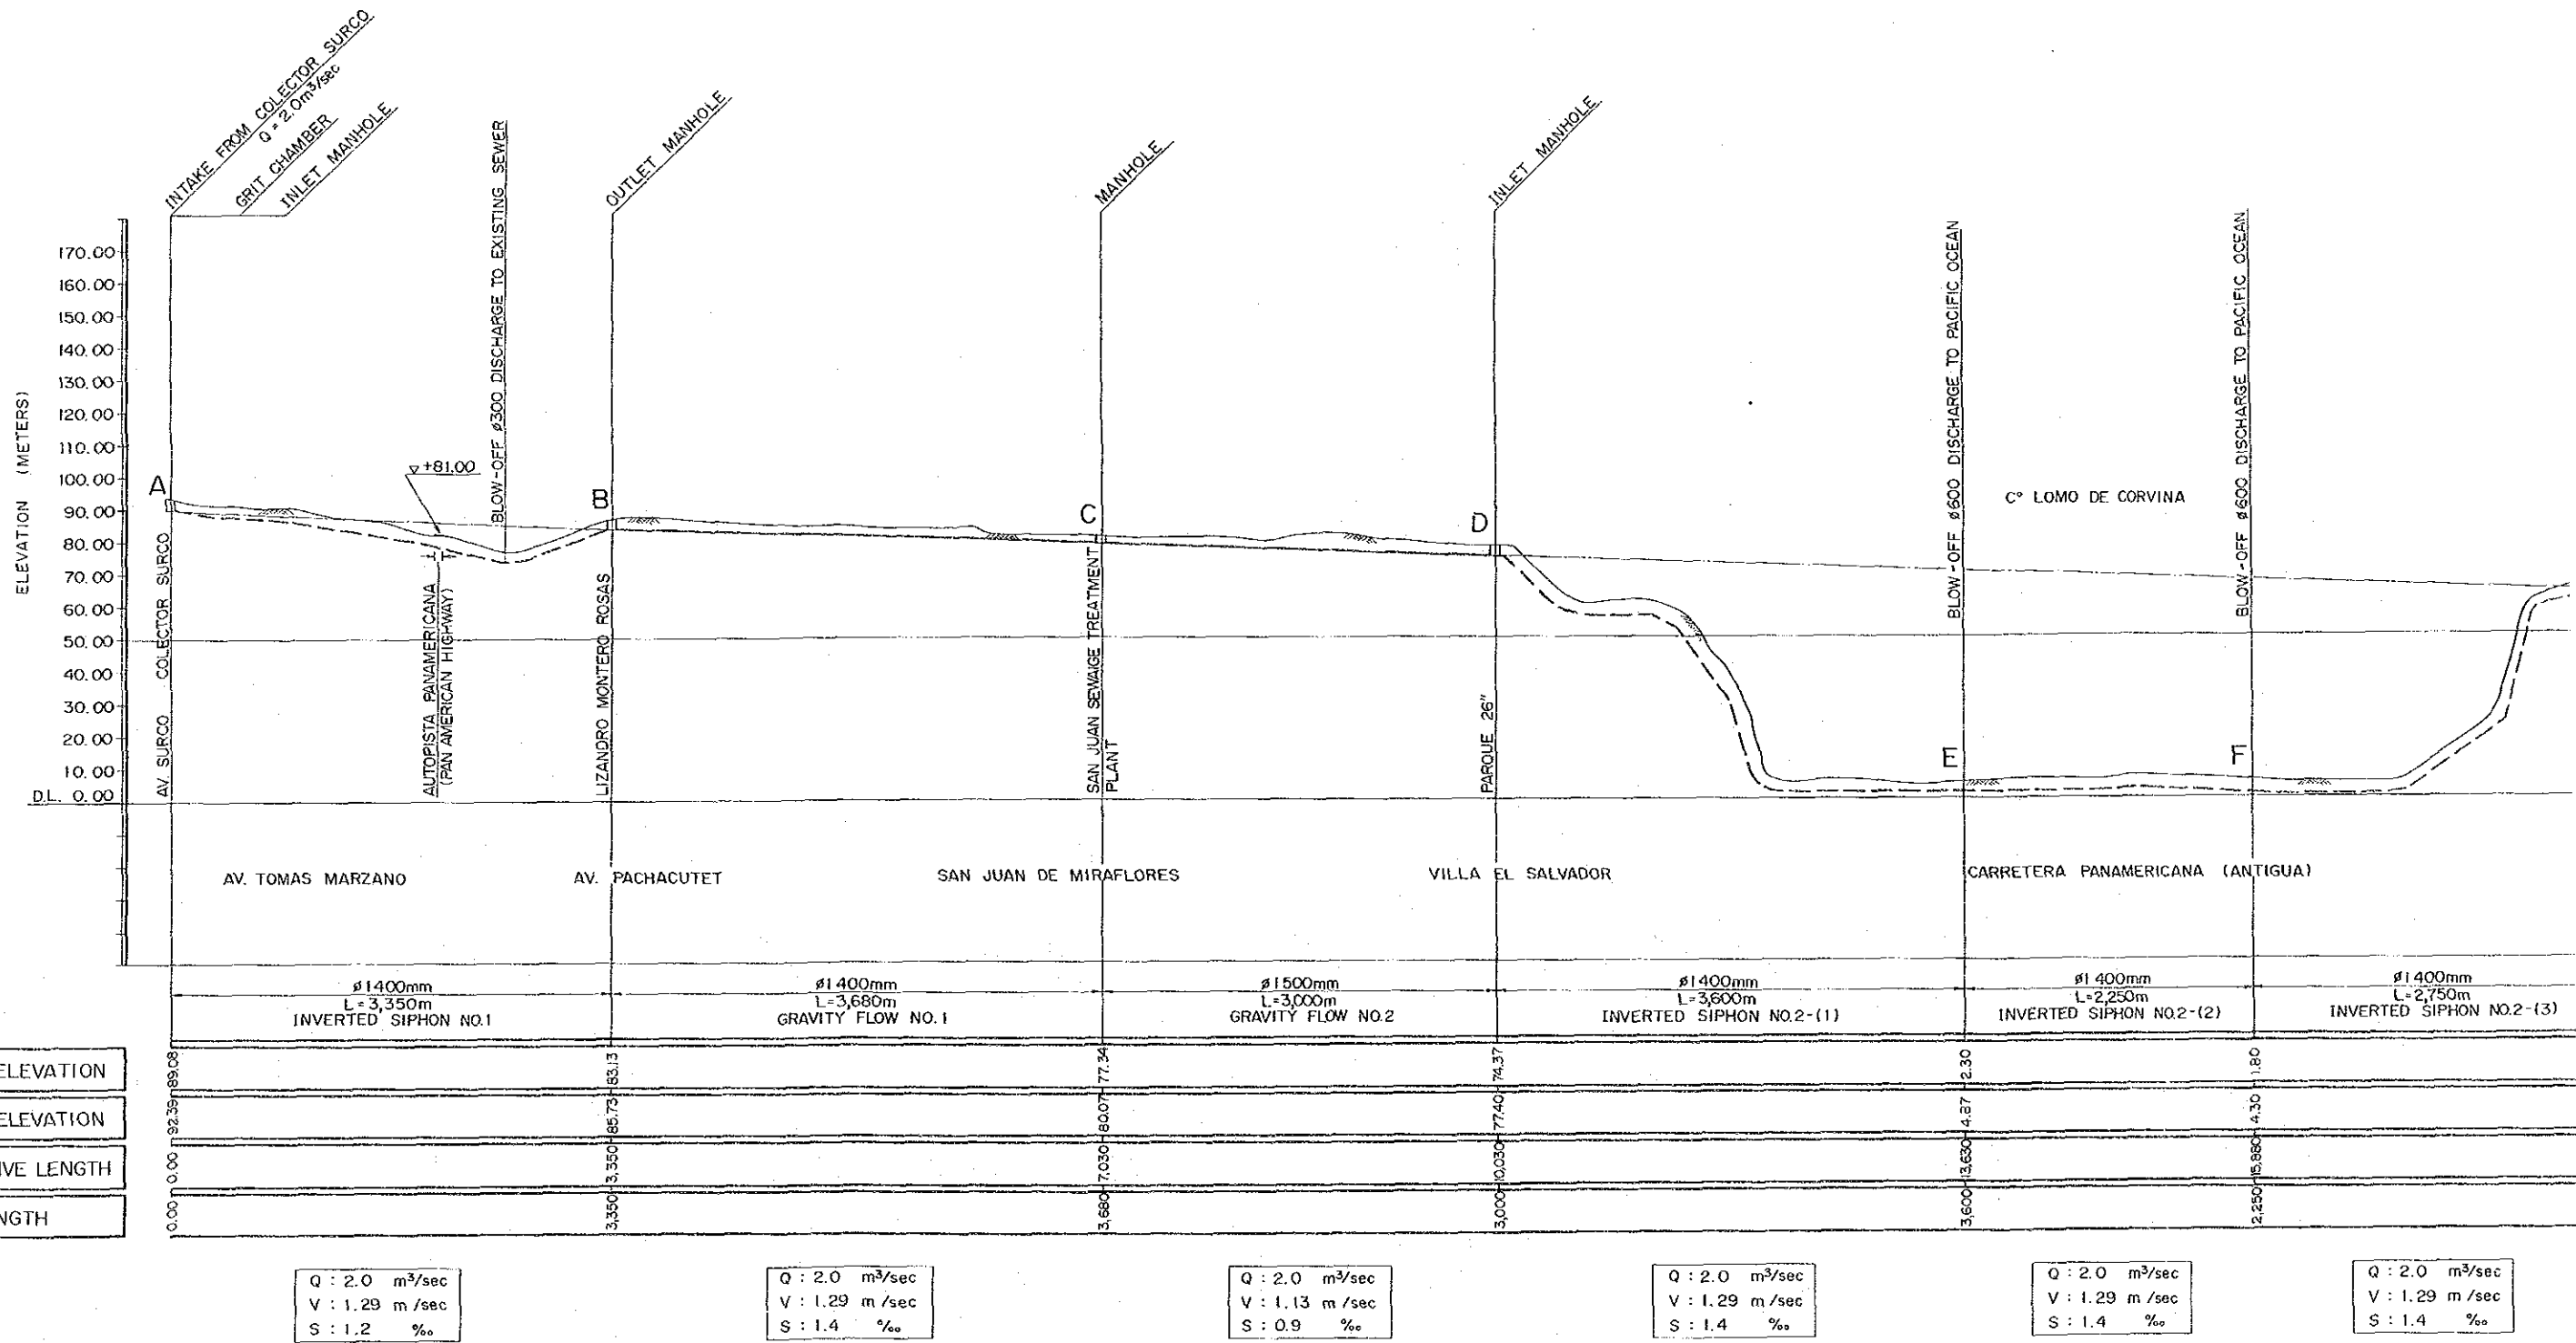 INTAKE FROM COLECTOR SURCO
Q = 2.0m³/sec
GRIT CHAMBER
INLET MANHOLE
BLOW-OFF ø300 DISCHARGE TO EXISTING SEWER
OUTLET MANHOLE
MANHOLE
INLET MANHOLE
BLOW-OFF ø600 DISCHARGE TO PACIFIC OCEAN
BLOW-OFF ø600 DISCHARGE TO PACIFIC OCEAN
ELEVATION (METERS)
170.00
160.00
150.00
140.00
130.00
120.00
110.00
100.00
90.00
80.00
70.00
60.00
50.00
40.00
30.00
20.00
10.00
D.L. 0.00
A
▽+81.00
B
C
D
E
F
Cº LOMO DE CORVINA
AV. SURCO COLECTOR SURCO
AUTOPISTA PANAMERICANA
(PAN AMERICAN HIGHWAY)
LIZANDRO MONTERO ROSAS
SAN JUAN SEWAGE TREATMENT
PLANT
PARQUE 26"
AV. TOMAS MARZANO
AV. PACHACUTET
SAN JUAN DE MIRAFLORES
VILLA EL SALVADOR
CARRETERA PANAMERICANA (ANTIGUA)
ø1400mm
L=3,350m
INVERTED SIPHON NO.1
ø1400mm
L=3,680m
GRAVITY FLOW NO.1
ø1500mm
L=3,000m
GRAVITY FLOW NO.2
ø1400mm
L=3,600m
INVERTED SIPHON NO.2-(1)
ø1400mm
L=2,250m
INVERTED SIPHON NO.2-(2)
ø1400mm
L=2,750m
INVERTED SIPHON NO.2-(3)
ELEVATION
89.08
83.13
77.34
74.37
2.30
1.80
ELEVATION
92.39
85.73
80.07
77.40
4.87
4.30
IVE LENGTH
0.00
3,350
7,030
10,030
13,630
15,880
NGTH
0.00
3,350
3,680
3,000
3,600
2,250
Q : 2.0 m³/sec
V : 1.29 m/sec
S : 1.2 ‰
Q : 2.0 m³/sec
V : 1.29 m/sec
S : 1.4 ‰
Q : 2.0 m³/sec
V : 1.13 m/sec
S : 0.9 ‰
Q : 2.0 m³/sec
V : 1.29 m/sec
S : 1.4 ‰
Q : 2.0 m³/sec
V : 1.29 m/sec
S : 1.4 ‰
Q : 2.0 m³/sec
V : 1.29 m/sec
S : 1.4 ‰